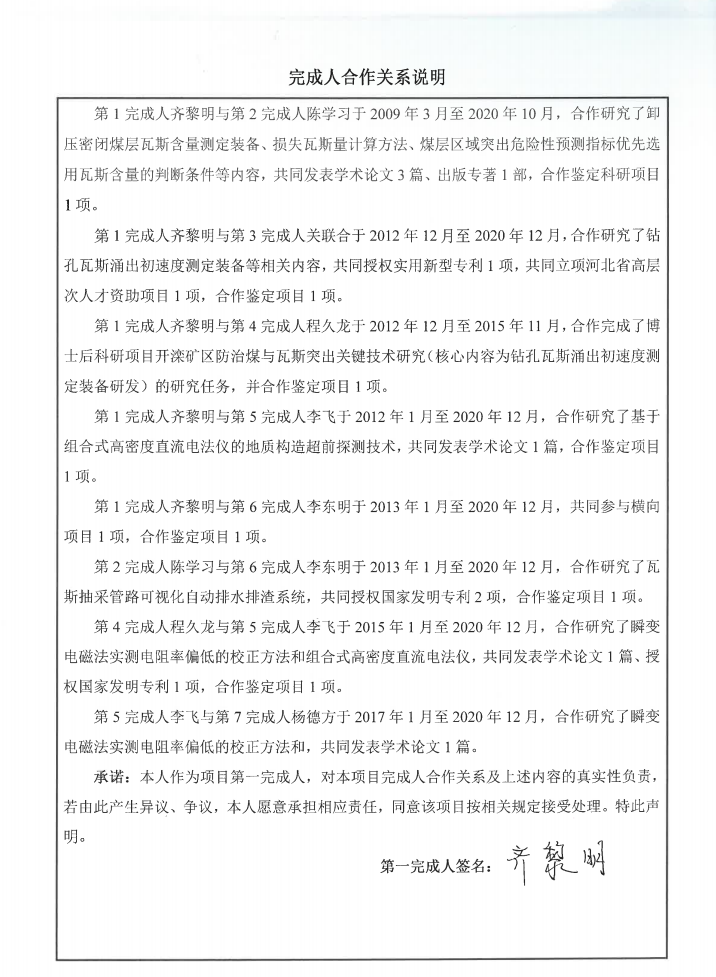 完成人合作关系说明
第 1 完成人齐黎明与第 2 完成人陈学习于 2009 年 3 月至 2020 年 10 月，合作研究了卸
压密闭煤层瓦斯含量测定装备、损失瓦斯量计算方法、煤层区域突出危险性预测指标优先选
用瓦斯含量的判断条件等内容，共同发表学术论文 3 篇、出版专著 1 部，合作鉴定科研项目
1 项。
第 1 完成人齐黎明与第 3 完成人关联合于 2012 年 12 月至 2020 年 12 月，合作研究了钻
孔瓦斯涌出初速度测定装备等相关内容，共同授权实用新型专利 1 项，共同立项河北省高层
次人才资助项目 1 项，合作鉴定项目 1 项。
第 1 完成人齐黎明与第 4 完成人程久龙于 2012 年 12 月至 2015 年 11 月，合作完成了博
士后科研项目开滦矿区防治煤与瓦斯突出关键技术研究（核心内容为钻孔瓦斯涌出初速度测
定装备研发）的研究任务，并合作鉴定项目 1 项。
第 1 完成人齐黎明与第 5 完成人李飞于 2012 年 1 月至 2020 年 12 月，合作研究了基于
组合式高密度直流电法仪的地质构造超前探测技术，共同发表学术论文 1 篇，合作鉴定项目
1 项。
第 1 完成人齐黎明与第 6 完成人李东明于 2013 年 1 月至 2020 年 12 月，共同参与横向
项目 1 项，合作鉴定项目 1 项。
第 2 完成人陈学习与第 6 完成人李东明于 2013 年 1 月至 2020 年 12 月，合作研究了瓦
斯抽采管路可视化自动排水排渣系统，共同授权国家发明专利 2 项，合作鉴定项目 1 项。
第 4 完成人程久龙与第 5 完成人李飞于 2015 年 1 月至 2020 年 12 月，合作研究了瞬变
电磁法实测电阻率偏低的校正方法和组合式高密度直流电法仪，共同发表学术论文 1 篇、授
权国家发明专利 1 项，合作鉴定项目 1 项。
第 5 完成人李飞与第 7 完成人杨德方于 2017 年 1 月至 2020 年 12 月，合作研究了瞬变
电磁法实测电阻率偏低的校正方法和，共同发表学术论文 1 篇。
承诺：本人作为项目第一完成人，对本项目完成人合作关系及上述内容的真实性负责，
若由此产生异议、争议，本人愿意承担相应责任，同意该项目按相关规定接受处理。特此声
明。
第一完成人签名：齐黎明